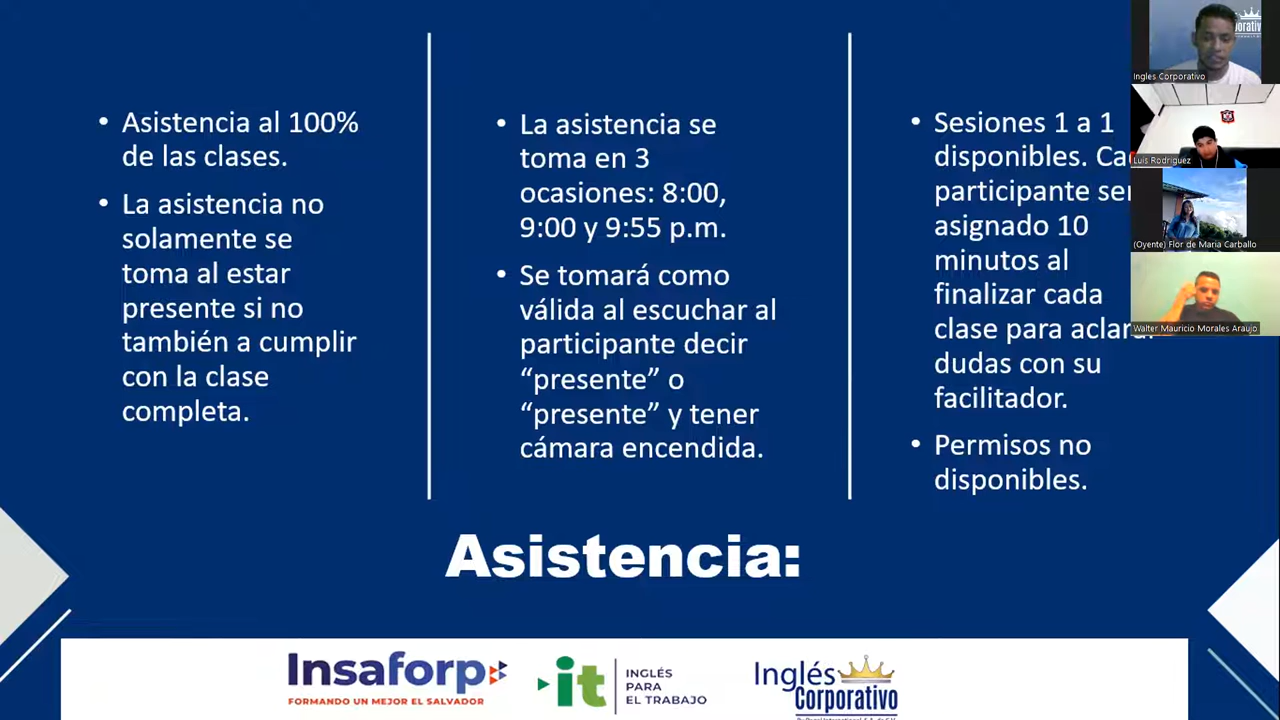 • Asistencia al 100%
de las clases.
• La asistencia no
solamente se
toma al estar
presente si no
también a cumplir
con la clase
completa.
• La asistencia se
toma en 3
ocasiones: 8:00,
9:00 y 9:55 p.m.
• Se tomará como
válida al escuchar al
participante decir
“presente” o
“presente” y tener
cámara encendida.
• Sesiones 1 a 1
disponibles.
participante
asignado 10
minutos al
finalizar cada
clase para
dudas con su
facilitador.
• Permisos no
disponibles.
Asistencia:
Insaforp
FORMANDO UN MEJOR EL SALVADOR
it
INGLÉS
PARA
EL TRABAJO
Inglés
Corporativo
Ingles Corporativo
Luis Rodriguez
(Oyente) Flor de Maria Carballo
Walter Mauricio Morales Araujo